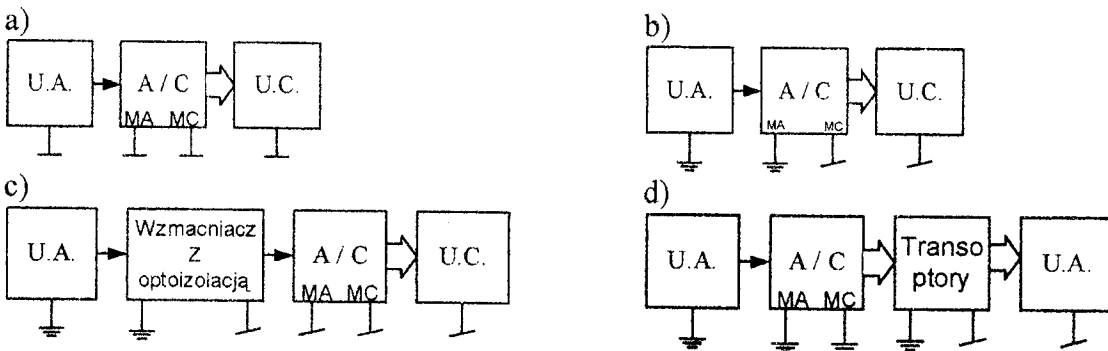 a)
U.A.
A / C
MA MC
U.C.
b)
U.A.
A / C
MA MC
U.C.
c)
U.A.
Wzmacniacz
Z
optoizolacją
A / C
MA MC
U.C.
d)
U.A.
A / C
MA MC
Transo
ptory
U.A.